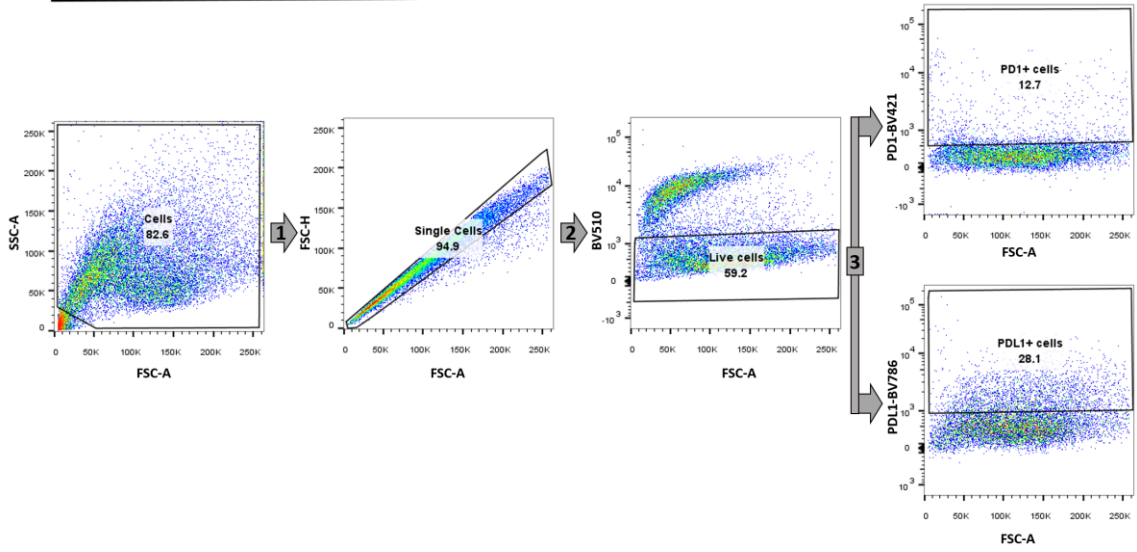 SSC-A
250K
200K
150K
100K
50K
0
Cells
82.6
0 50K 100K 150K 200K 250K
FSC-A
1
FSC-H
250K
200K
150K
100K
50K
0
Single Cells
94.9
0 50K 100K 150K 200K 250K
FSC-A
2
BV510
10^5
10^4
10^3
0
-10^3
Live cells
59.2
0 50K 100K 150K 200K 250K
FSC-A
3
PD1-BV421
10^5
10^4
10^3
0
-10^3
PD1+ cells
12.7
0 50K 100K 150K 200K 250K
FSC-A
PDL1-BV786
10^5
10^4
10^3
0
10^3
PDL1+ cells
28.1
0 50K 100K 150K 200K 250K
FSC-A